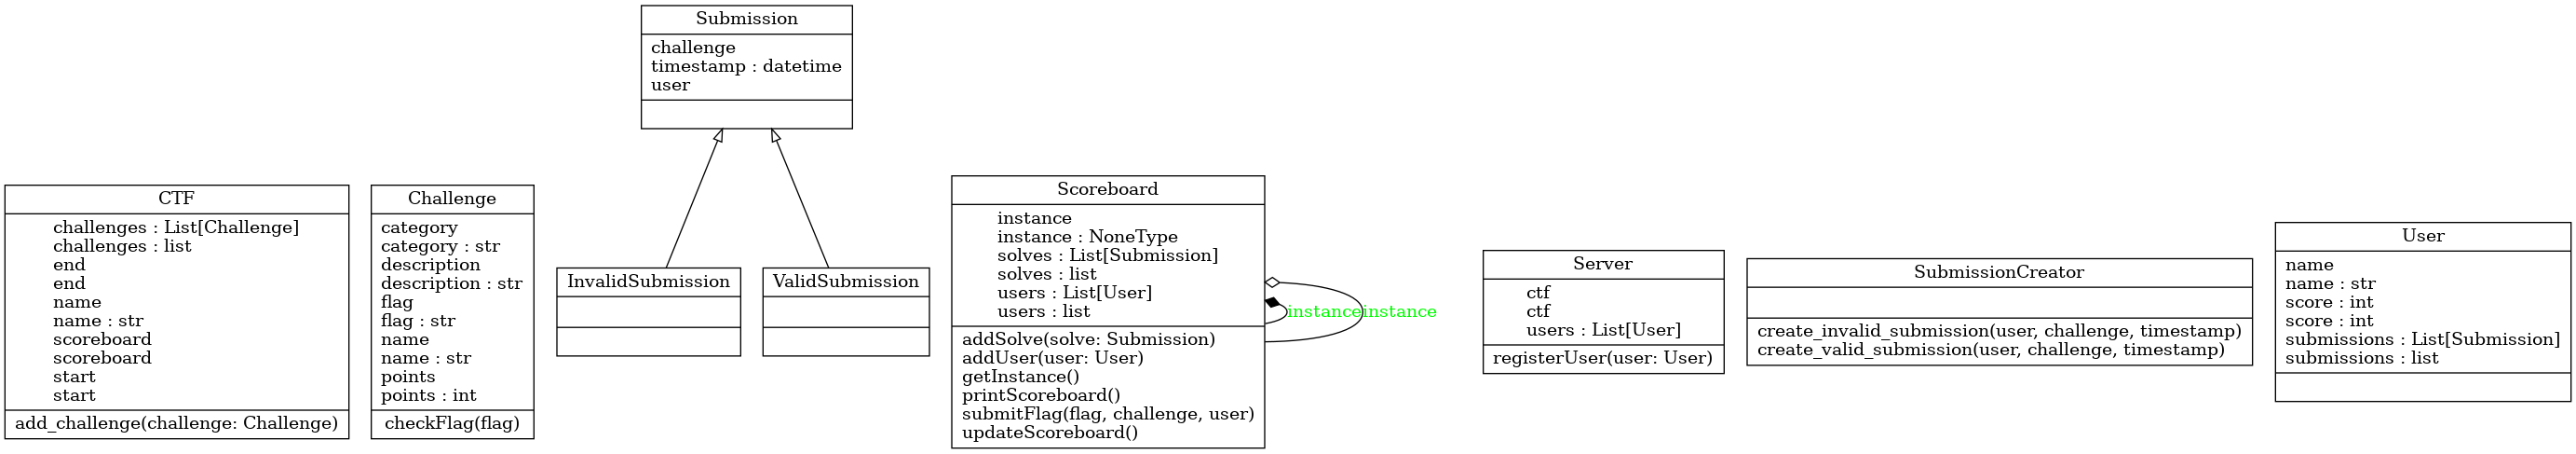 Submission
challenge
timestamp : datetime
user
CTF
challenges : List[Challenge]
challenges : list
end
end
name
name : str
scoreboard
scoreboard
start
start
add_challenge(challenge: Challenge)
Challenge
category
category : str
description
description : str
flag
flag : str
name
name : str
points
points : int
checkFlag(flag)
InvalidSubmission
ValidSubmission
Scoreboard
instance
instance : NoneType
solves : List[Submission]
solves : list
users : List[User]
users : list
addSolve(solve: Submission)
addUser(user: User)
getInstance()
printScoreboard()
submitFlag(flag, challenge, user)
updateScoreboard()
instance
instance
Server
ctf
ctf
users : List[User]
registerUser(user: User)
SubmissionCreator
create_invalid_submission(user, challenge, timestamp)
create_valid_submission(user, challenge, timestamp)
User
name
name : str
score : int
score : int
submissions : List[Submission]
submissions : list